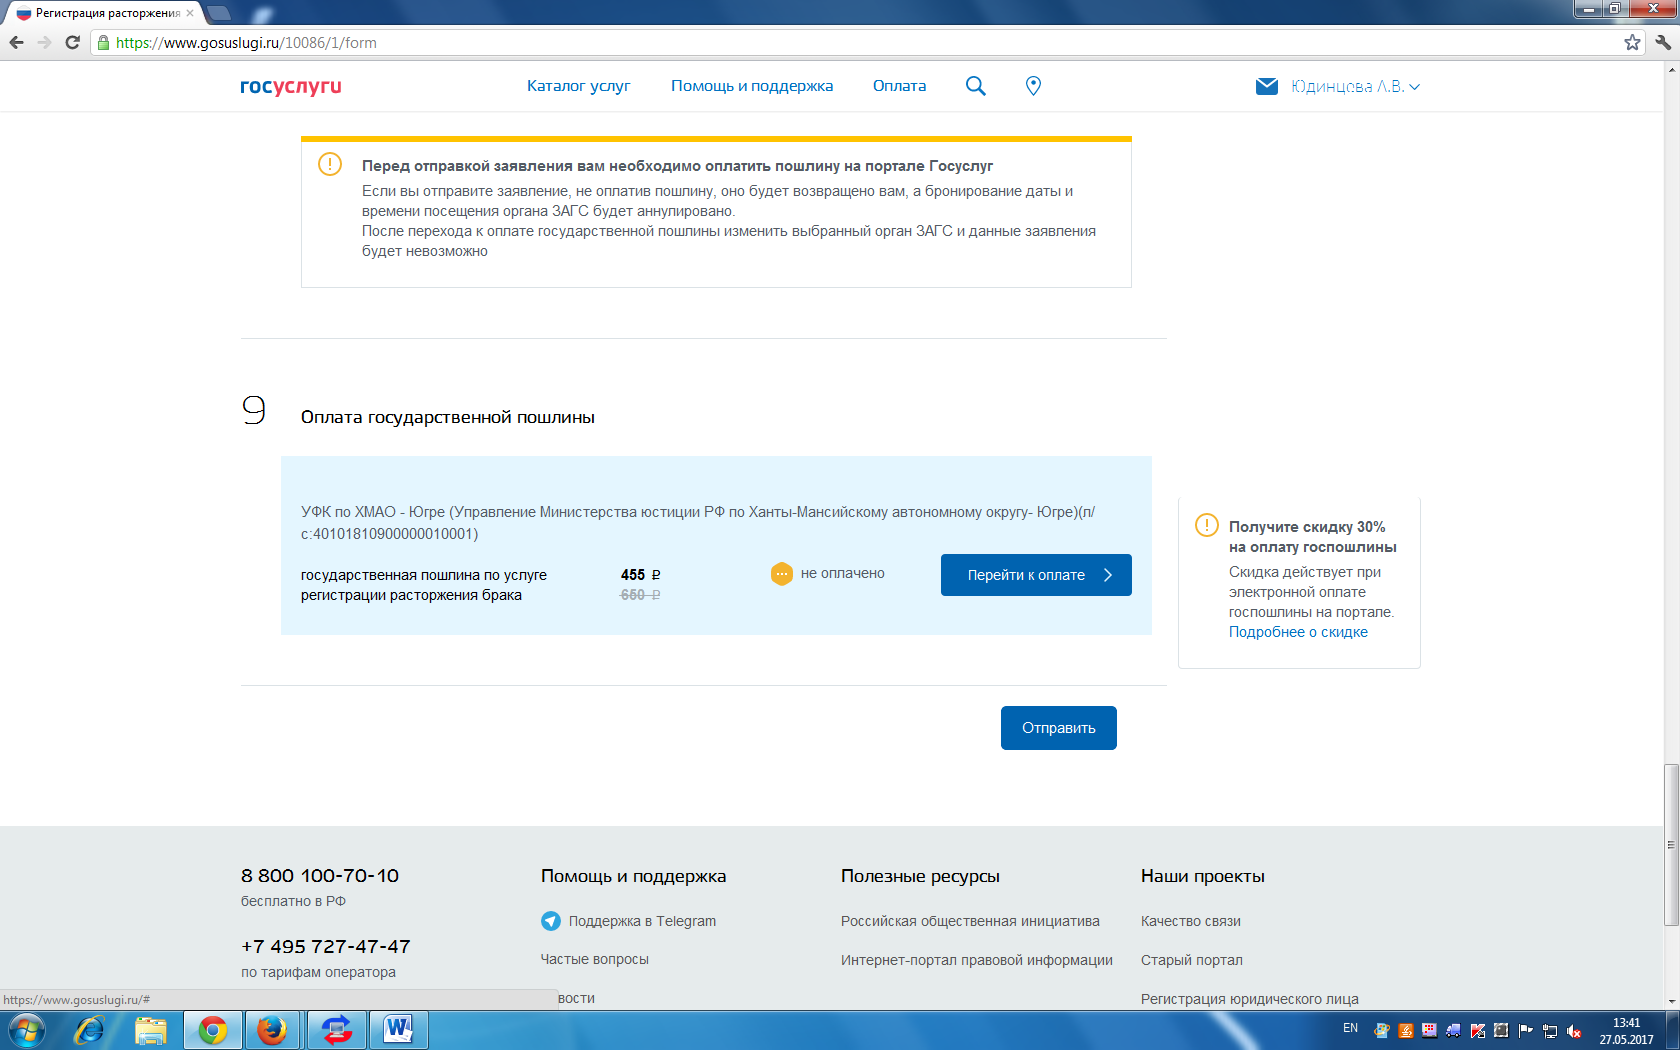 Регистрация расторжения
https://www.gosuslugi.ru/10086/1/form
госуслуги
Каталог услуг
Помощь и поддержка
Оплата
Юдинцова А.В.
Перед отправкой заявления вам необходимо оплатить пошлину на портале Госуслуг
Если вы отправите заявление, не оплатив пошлину, оно будет возвращено вам, а бронирование даты и
времени посещения органа ЗАГС будет аннулировано.
После перехода к оплате государственной пошлины изменить выбранный орган ЗАГС и данные заявления
будет невозможно
9
Оплата государственной пошлины
УФК по ХМАО - Югре (Управление Министерства юстиции РФ по Ханты-Мансийскому автономному округу- Югре)(л/
с:40101810900000010001)
государственная пошлина по услуге
регистрации расторжения брака
455 ₽
650 ₽
не оплачено
Перейти к оплате
Получите скидку 30%
на оплату госпошлины
Скидка действует при
электронной оплате
госпошлины на портале.
Подробнее о скидке
Отправить
8 800 100-70-10
бесплатно в РФ
+7 495 727-47-47
по тарифам оператора
Помощь и поддержка
Поддержка в Telegram
Частые вопросы
вости
Полезные ресурсы
Российская общественная инициатива
Интернет-портал правовой информации
Наши проекты
Качество связи
Старый портал
Регистрация юридического лица
https://www.gosuslugi.ru/#
EN
13:41
27.05.2017